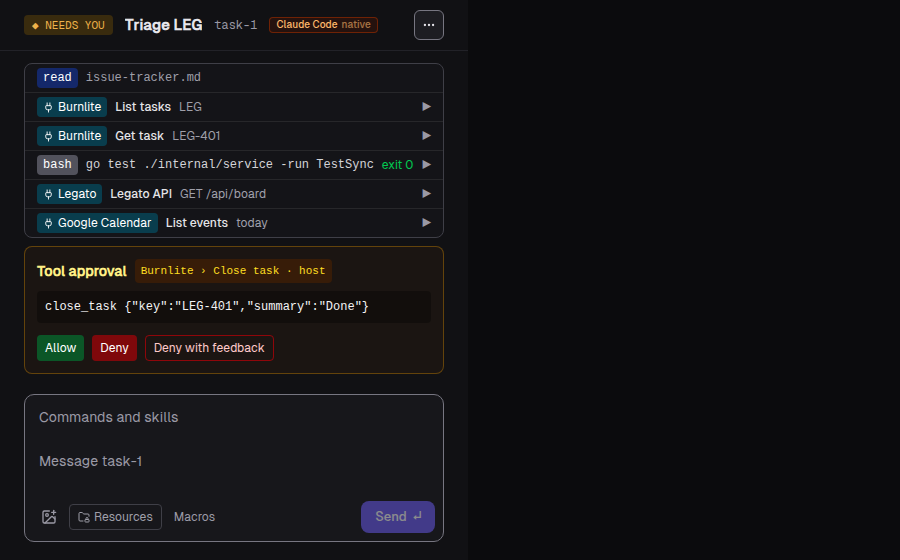 ◆ NEEDS YOU Triage LEG task-1 Claude Code native ...
read issue-tracker.md
Burnlite List tasks LEG ▶
Burnlite Get task LEG-401 ▶
bash go test ./internal/service -run TestSync exit 0 ▶
Legato Legato API GET /api/board ▶
Google Calendar List events today ▶
Tool approval Burnlite › Close task · host
close_task {"key":"LEG-401","summary":"Done"}
Allow Deny Deny with feedback
Commands and skills
Message task-1
Resources Macros Send ↵